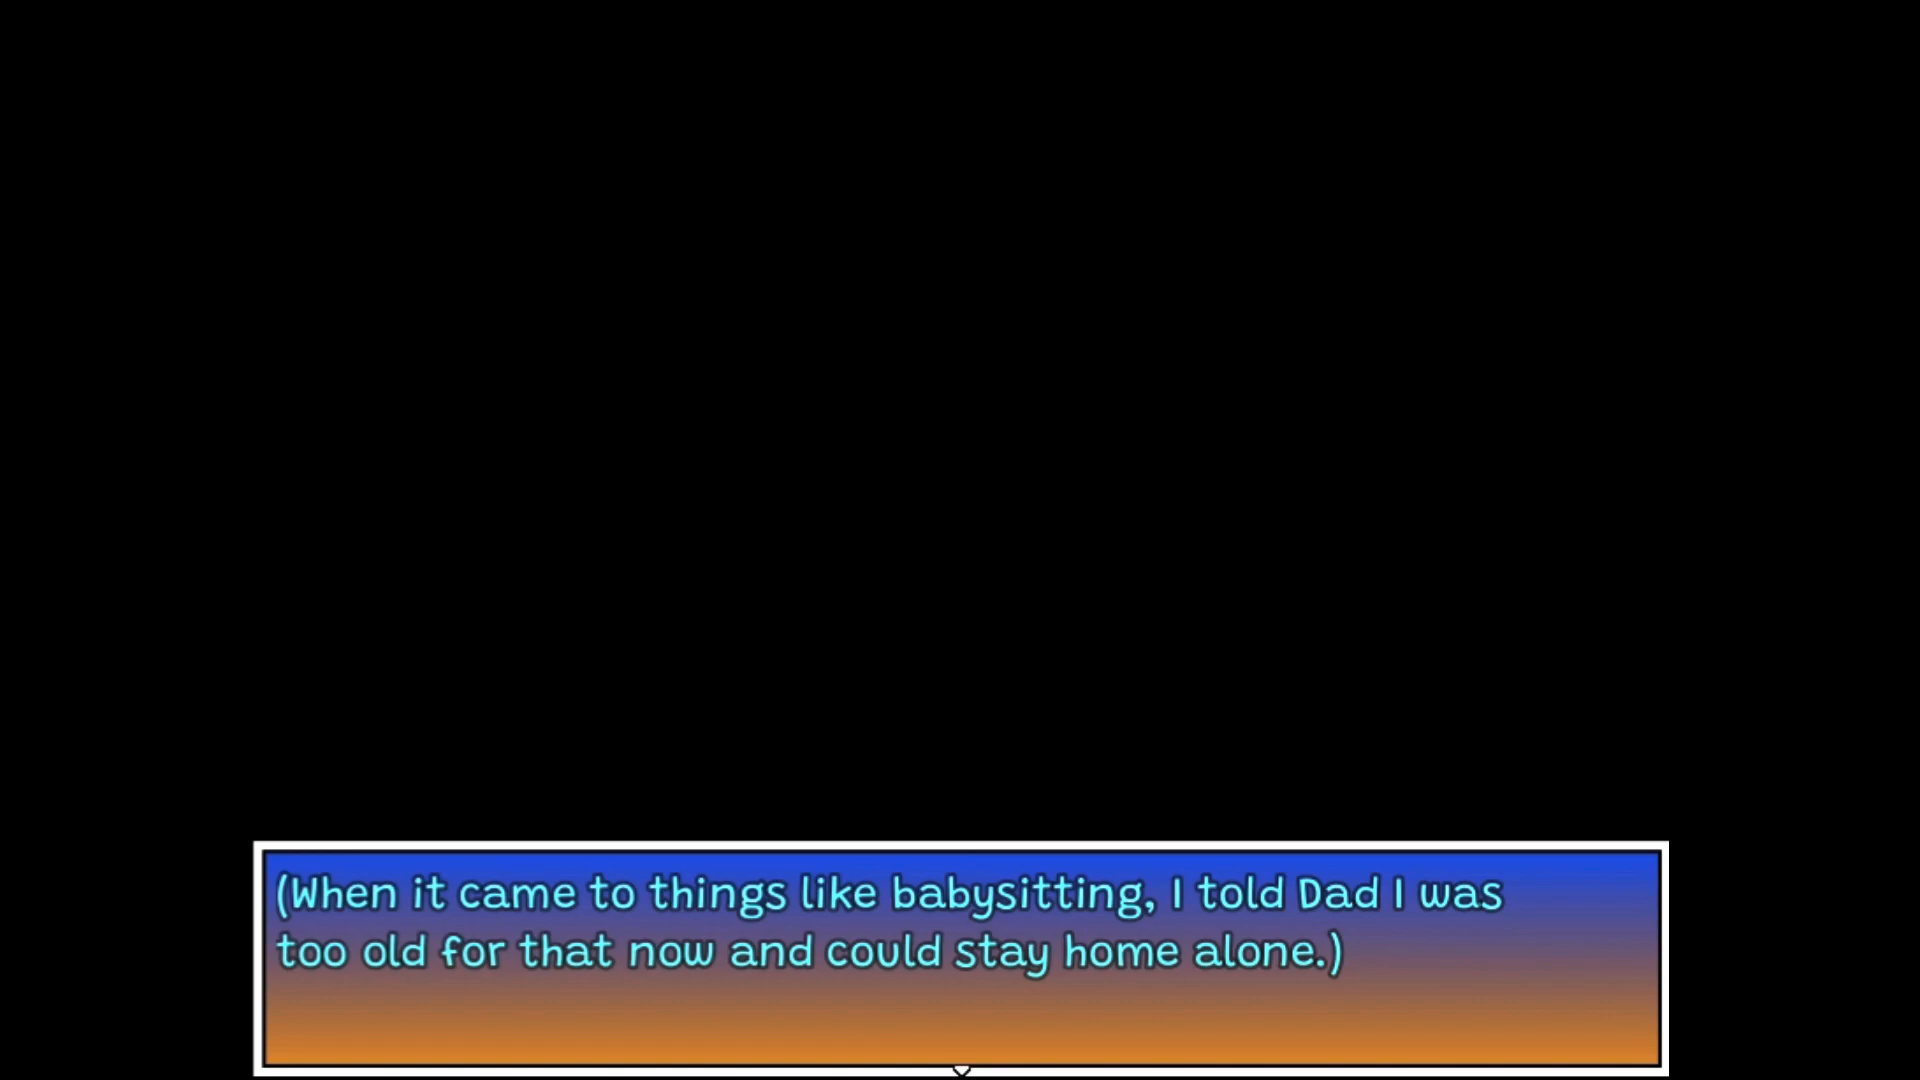 (When it came to things like babysitting, I told Dad I was
too old for that now and could stay home alone.)